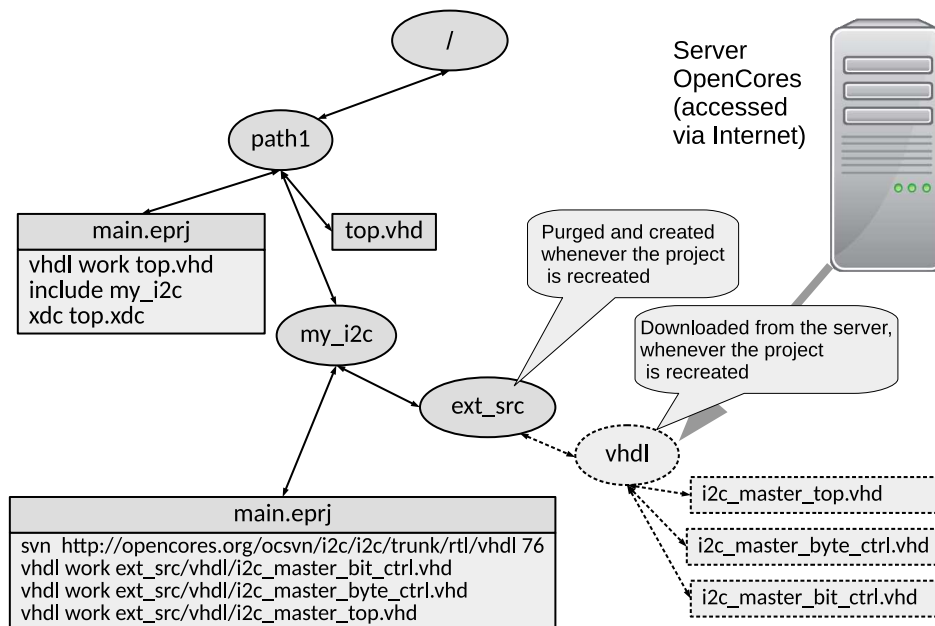 /
Server
OpenCores
(accessed
via Internet)
path1
main.eprj
vhdl work top.vhd
include my_i2c
xdc top.xdc
top.vhd
Purged and created
whenever the project
is recreated
my_i2c
Downloaded from the server,
whenever the project
is recreated
ext_src
vhdl
i2c_master_top.vhd
i2c_master_byte_ctrl.vhd
i2c_master_bit_ctrl.vhd
main.eprj
svn http://opencores.org/ocsvn/i2c/i2c/trunk/rtl/vhdl 76
vhdl work ext_src/vhdl/i2c_master_bit_ctrl.vhd
vhdl work ext_src/vhdl/i2c_master_byte_ctrl.vhd
vhdl work ext_src/vhdl/i2c_master_top.vhd